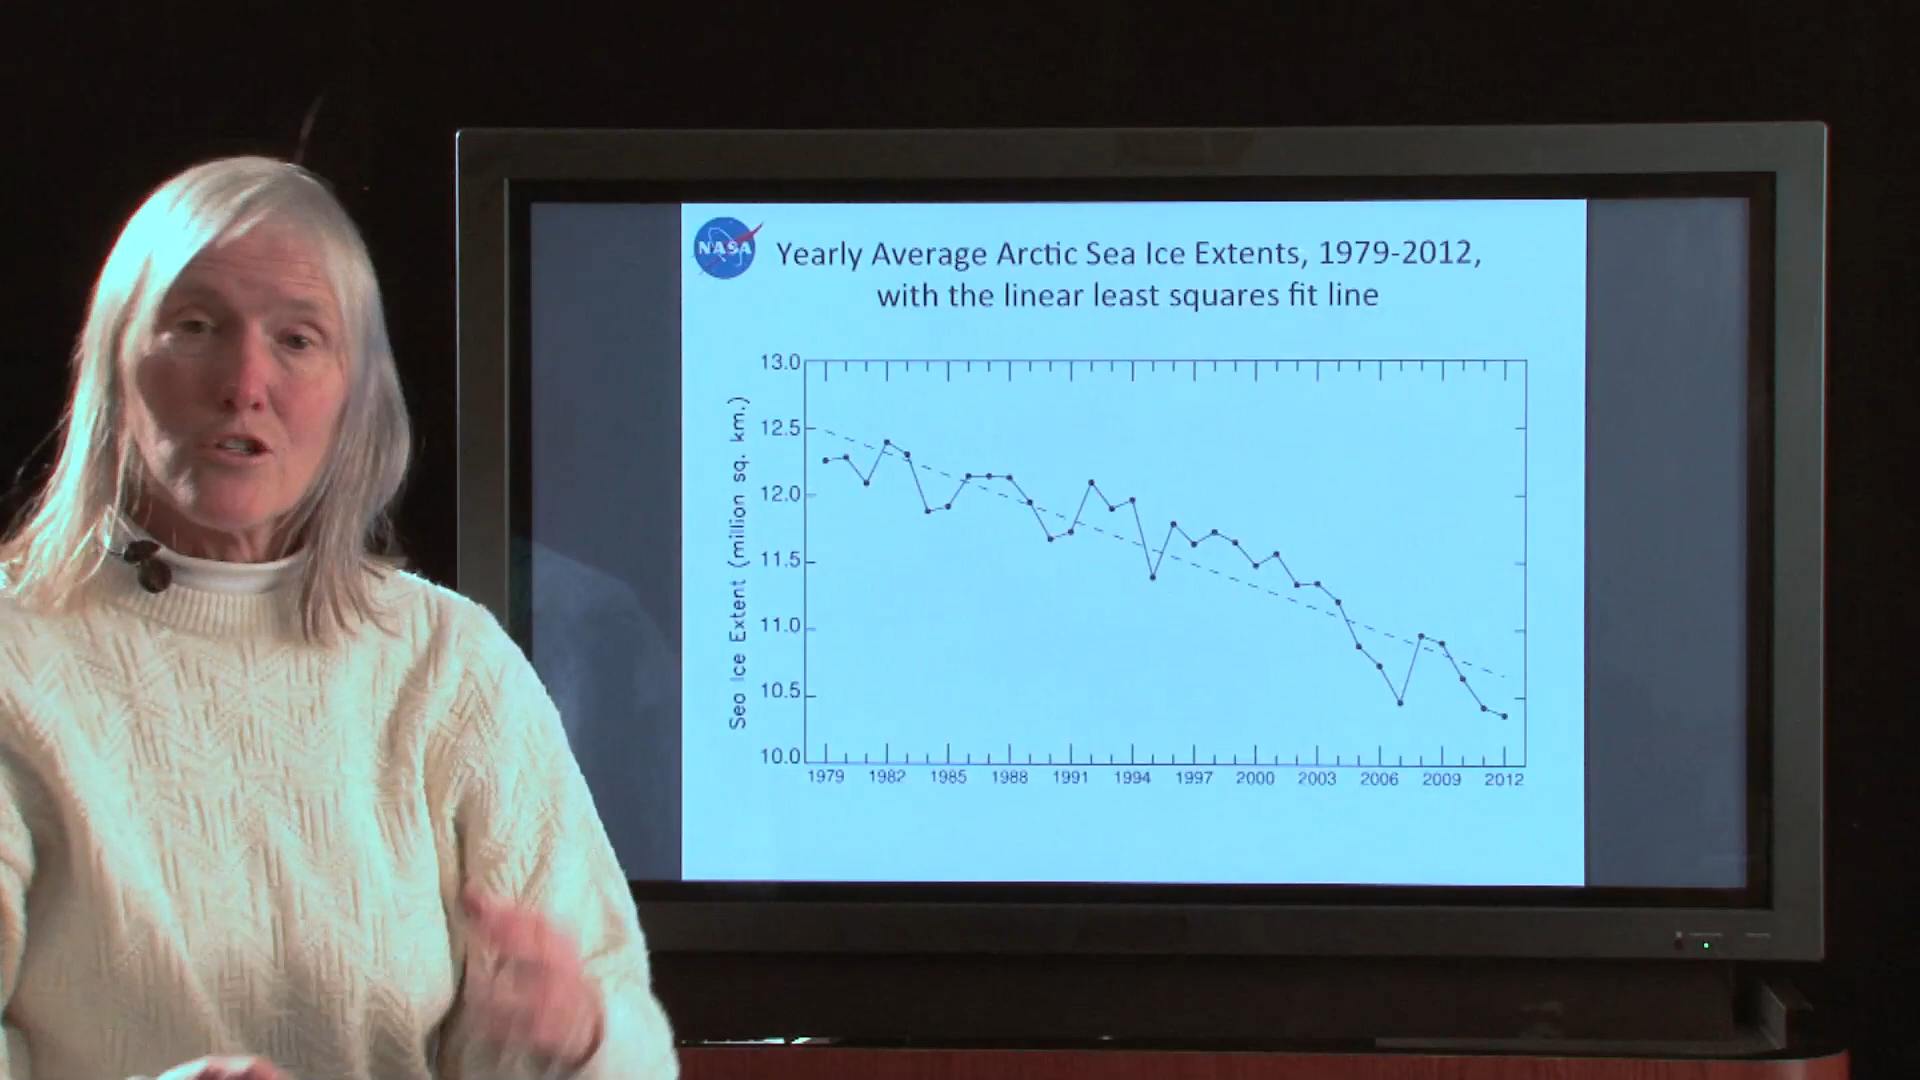 NASA
Yearly Average Arctic Sea Ice Extents, 1979-2012,
with the linear least squares fit line
Sea Ice Extent (million sq. km.)
13.0
12.5
12.0
11.5
11.0
10.5
10.0
1979 1982 1985 1988 1991 1994 1997 2000 2003 2006 2009 2012